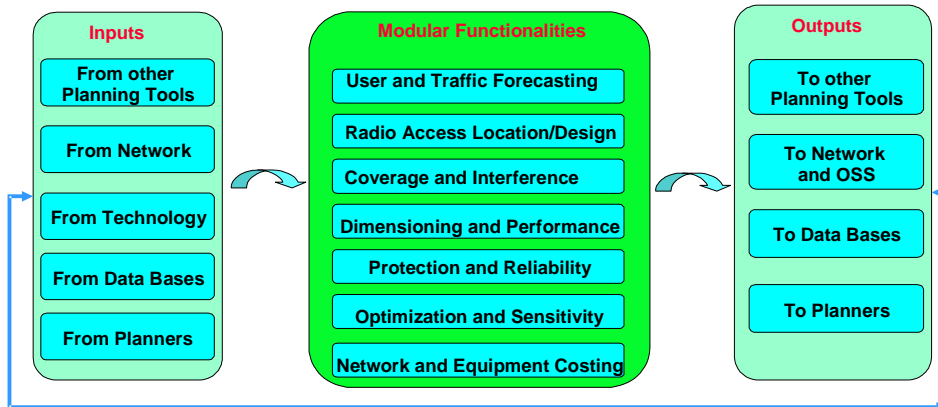 Inputs
From other
Planning Tools
From Network
From Technology
From Data Bases
From Planners
Modular Functionalities
User and Traffic Forecasting
Radio Access Location/Design
Coverage and Interference
Dimensioning and Performance
Protection and Reliability
Optimization and Sensitivity
Network and Equipment Costing
Outputs
To other
Planning Tools
To Network
and OSS
To Data Bases
To Planners